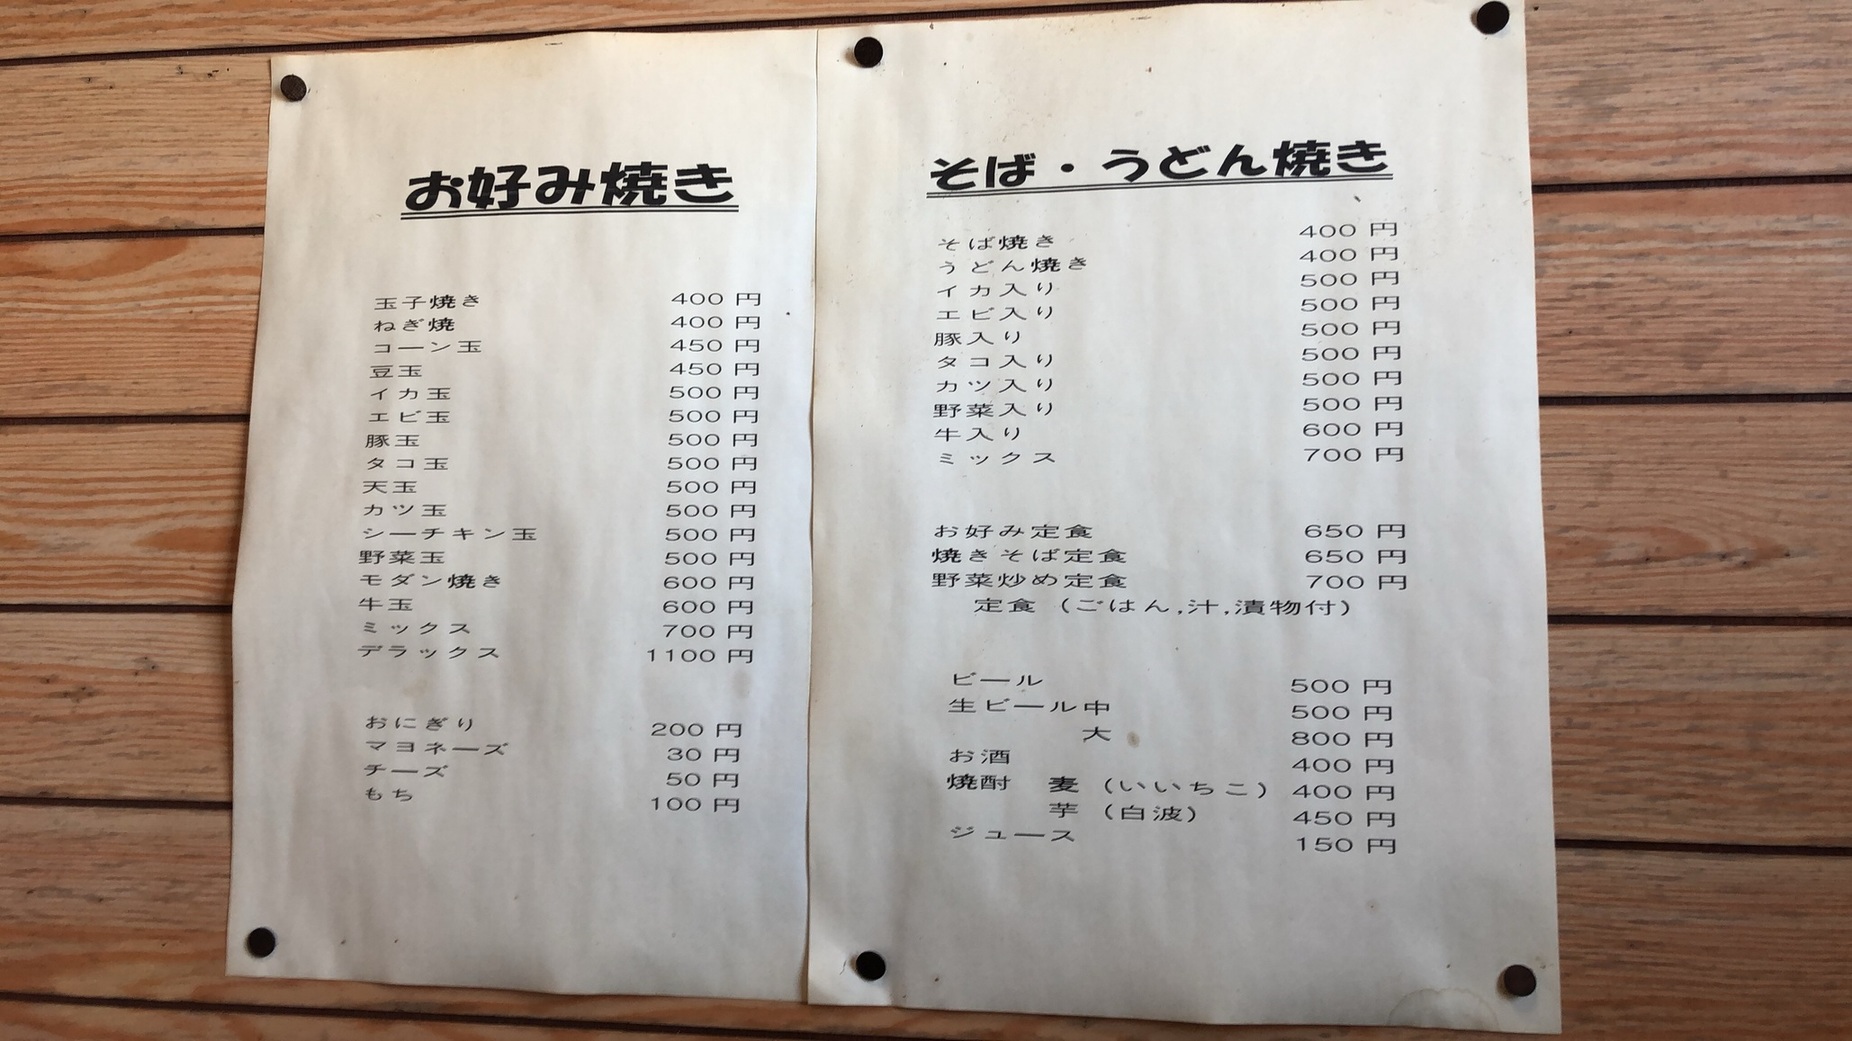 お好み焼き
玉子焼き 400 円
ねぎ焼 400 円
コーン玉 450 円
豆玉 450 円
イカ玉 500 円
エビ玉 500 円
豚玉 500 円
タコ玉 500 円
天玉 500 円
カツ玉 500 円
シーチキン玉 500 円
野菜玉 500 円
モダン焼き 600 円
牛玉 600 円
ミックス 700 円
デラックス 1100 円
おにぎり 200 円
マヨネーズ 30 円
チーズ 50 円
もち 100 円
そば・うどん焼き
そば焼き 400 円
うどん焼き 400 円
イカ入り 500 円
エビ入り 500 円
豚入り 500 円
タコ入り 500 円
カツ入り 500 円
野菜入り 500 円
牛入り 600 円
ミックス 700 円
お好み定食 650 円
焼きそば定食 650 円
野菜炒め定食 700 円
定食（ごはん,汁,漬物付）
ビール 500 円
生ビール中 500 円
大 800 円
お酒 400 円
焼酎 麦（いいちこ） 400 円
芋（白波） 450 円
ジュース 150 円